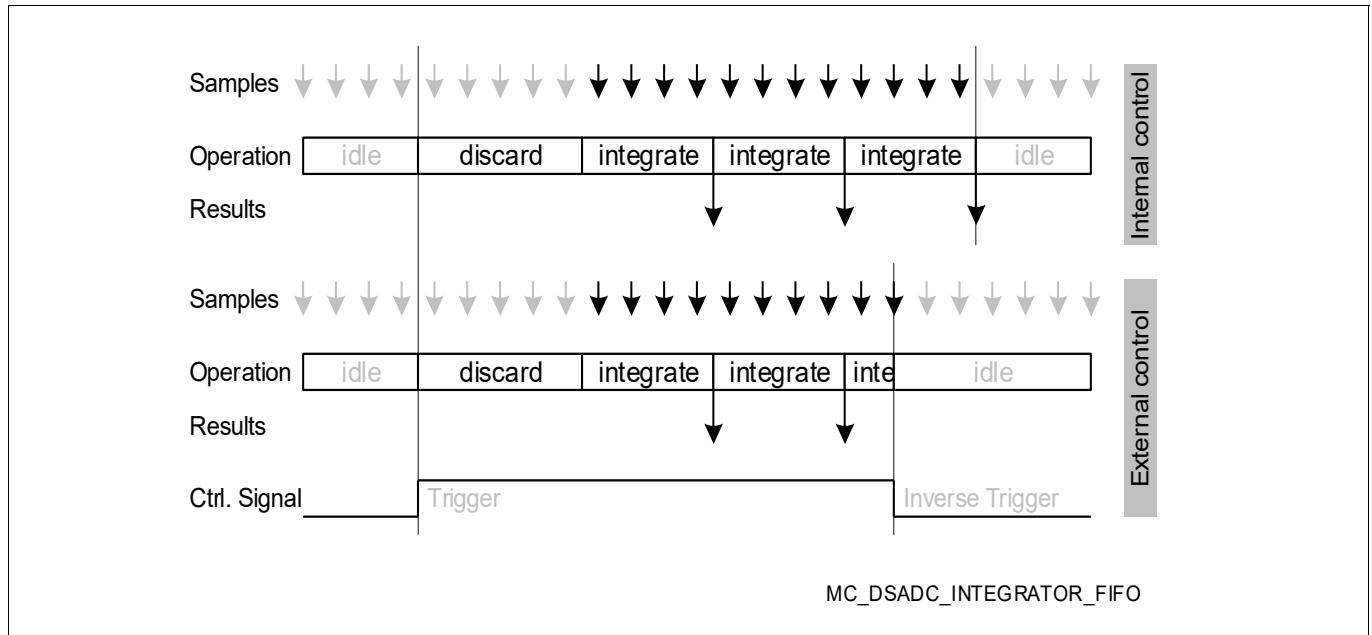 Samples
Operation idle discard integrate integrate integrate idle
Results
Internal control
Samples
Operation idle discard integrate integrate inte idle
Results
Ctrl. Signal Trigger Inverse Trigger
External control
MC_DSADC_INTEGRATOR_FIFO